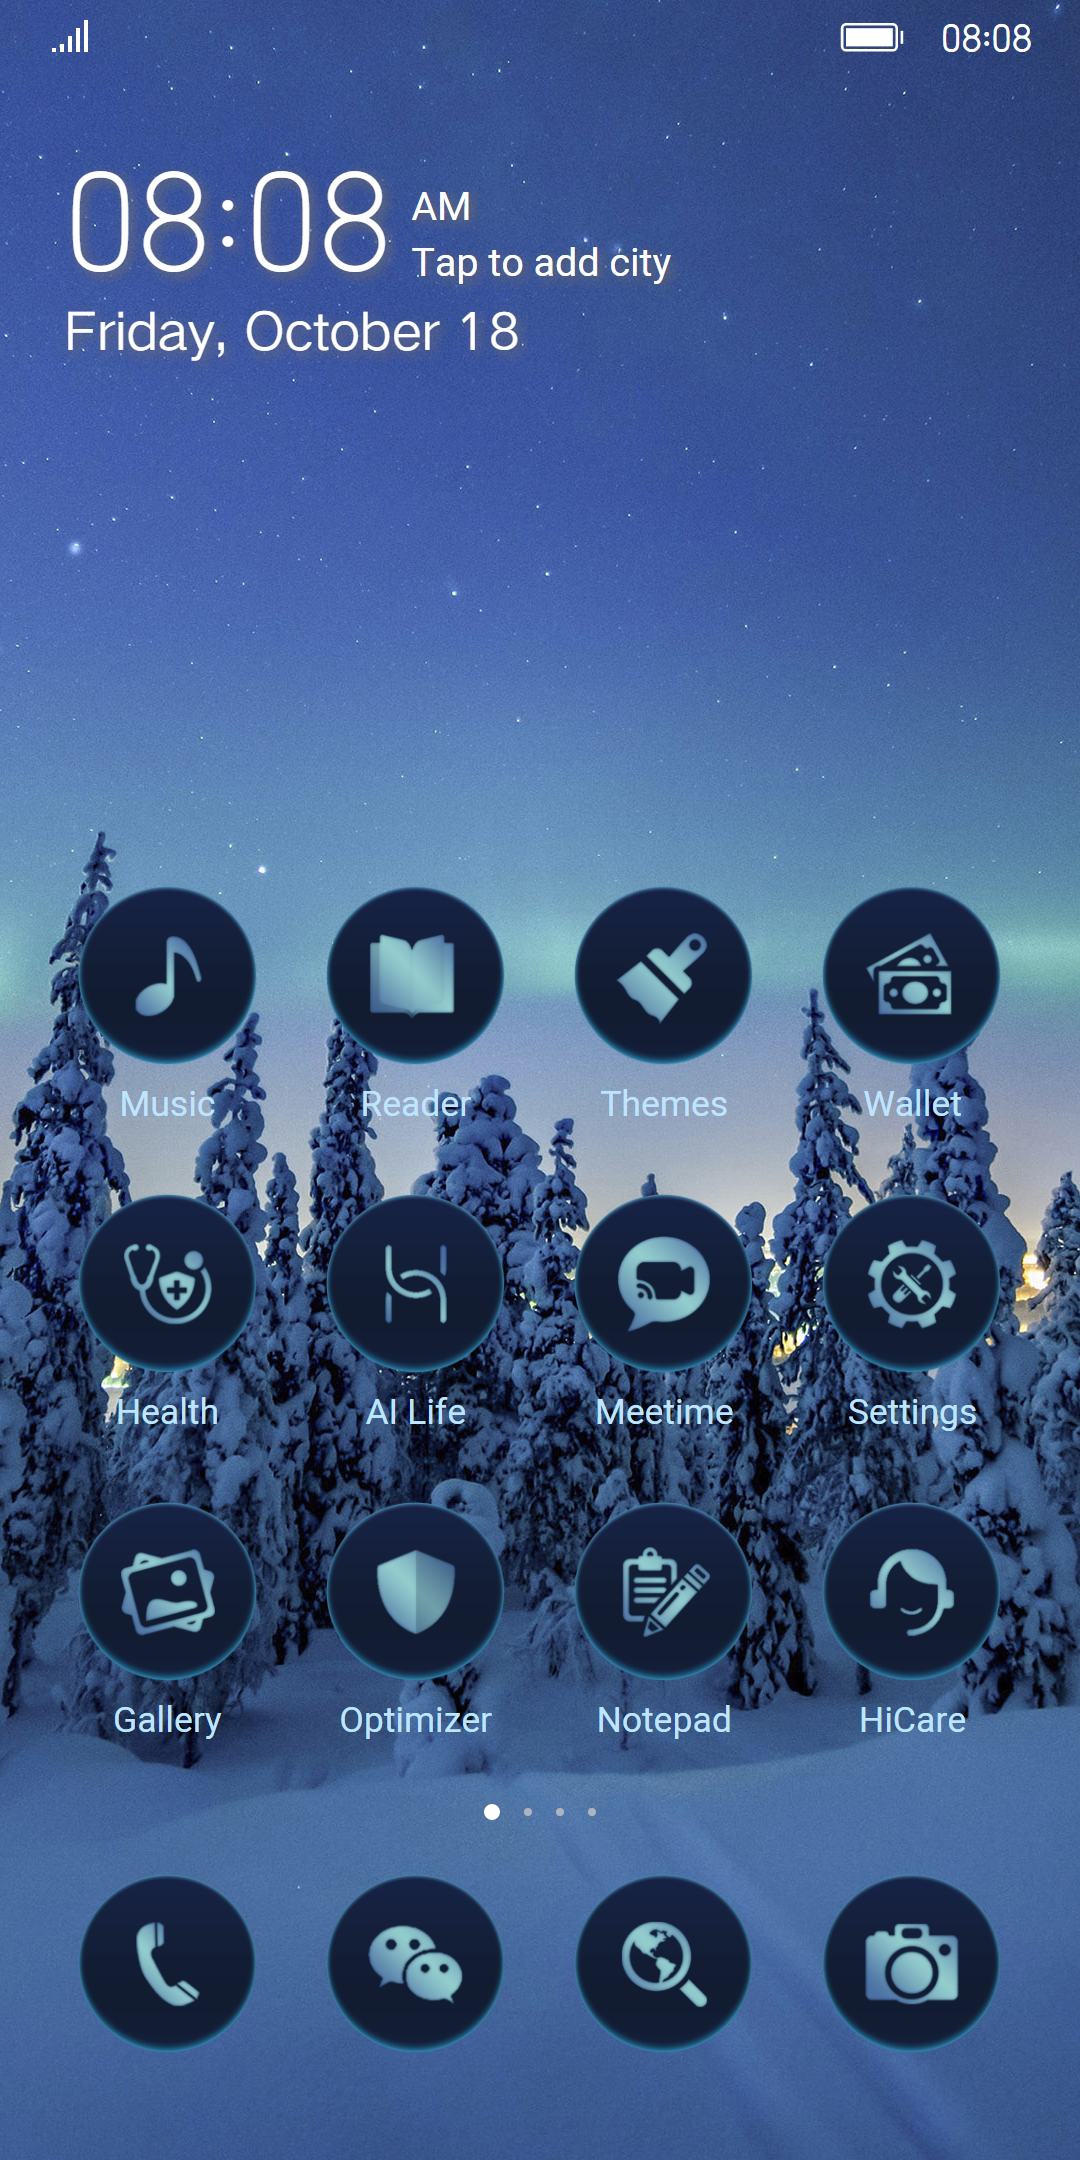 08:08
08:08 AM
Tap to add city
Friday, October 18
Music Reader Themes Wallet
Health AI Life Meetime Settings
Gallery Optimizer Notepad HiCare